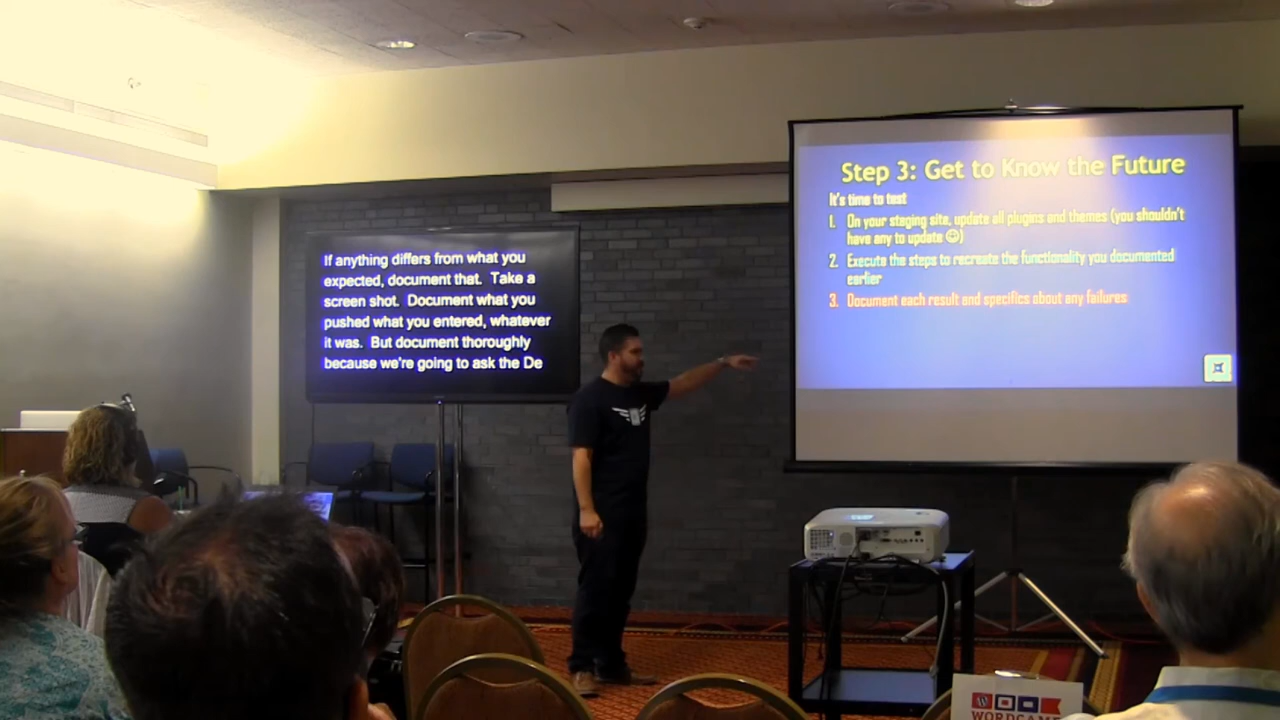 If anything differs from what you
expected, document that. Take a
screen shot. Document what you
pushed what you entered, whatever
it was. But document thoroughly
because we're going to ask the De
Step 3: Get to Know the Future
It's time to test
1. On your staging site, update all plugins and themes (you shouldn't
have any to update ☺)
2. Execute the steps to recreate the functionality you documented
earlier
3. Document each result and specifics about any failures
WORDCAMP